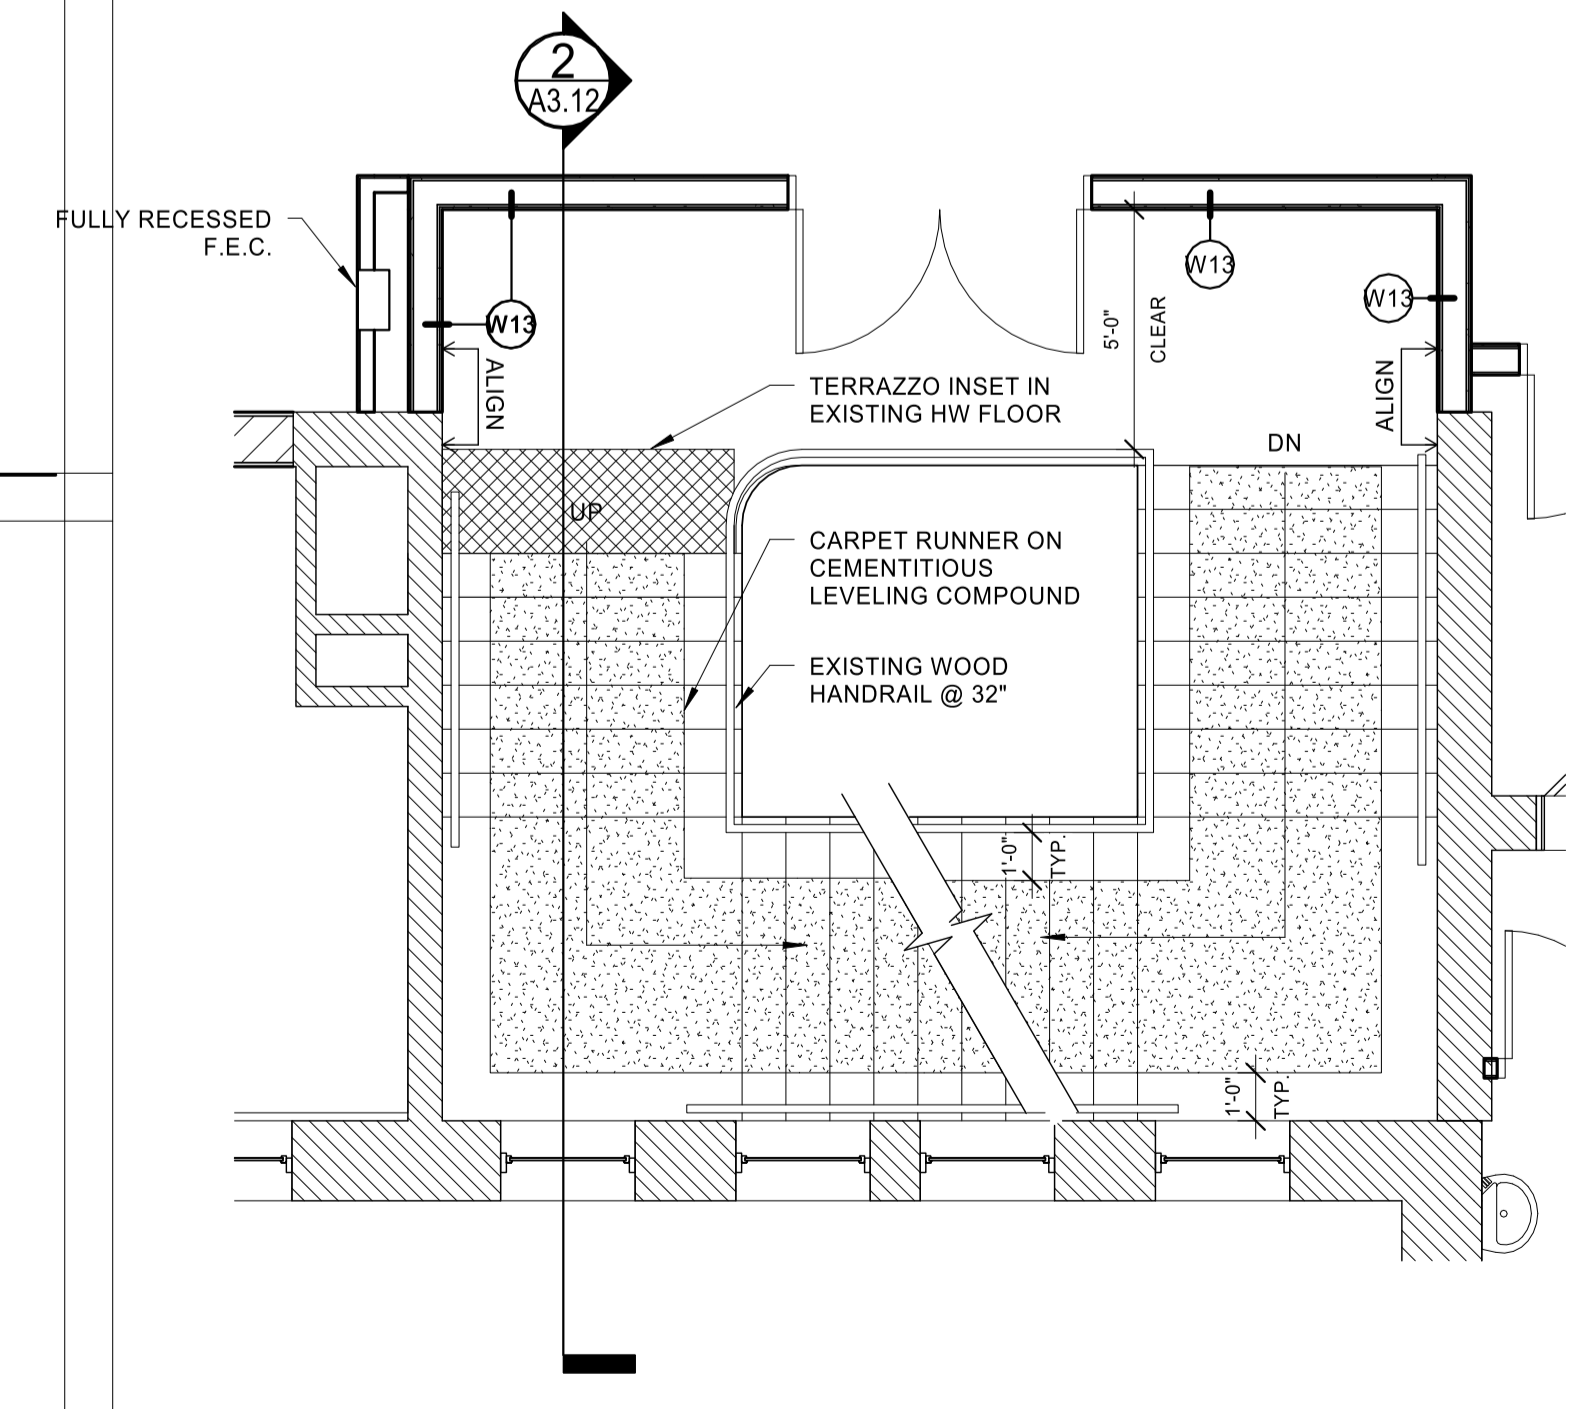 2
A3.12
FULLY RECESSED
F.E.C.
W13
W13
W13
ALIGN
5'-0"
CLEAR
ALIGN
TERRAZZO INSET IN
EXISTING HW FLOOR
DN
UP
CARPET RUNNER ON
CEMENTITIOUS
LEVELING COMPOUND
EXISTING WOOD
HANDRAIL @ 32"
1'-0"
TYP.
1'-0"
TYP.